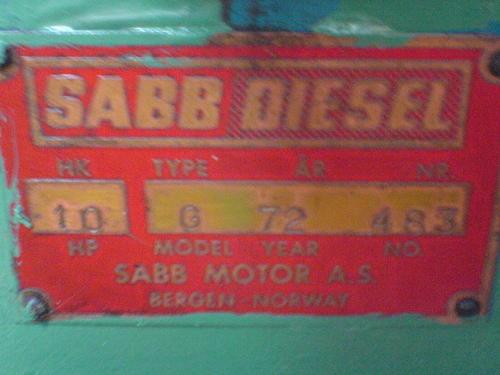 SABB DIESEL
HK TYPE ÅR NR.
10 G 72 483
HP MODEL YEAR NO.
SABB MOTOR A.S.
BERGEN-NORWAY